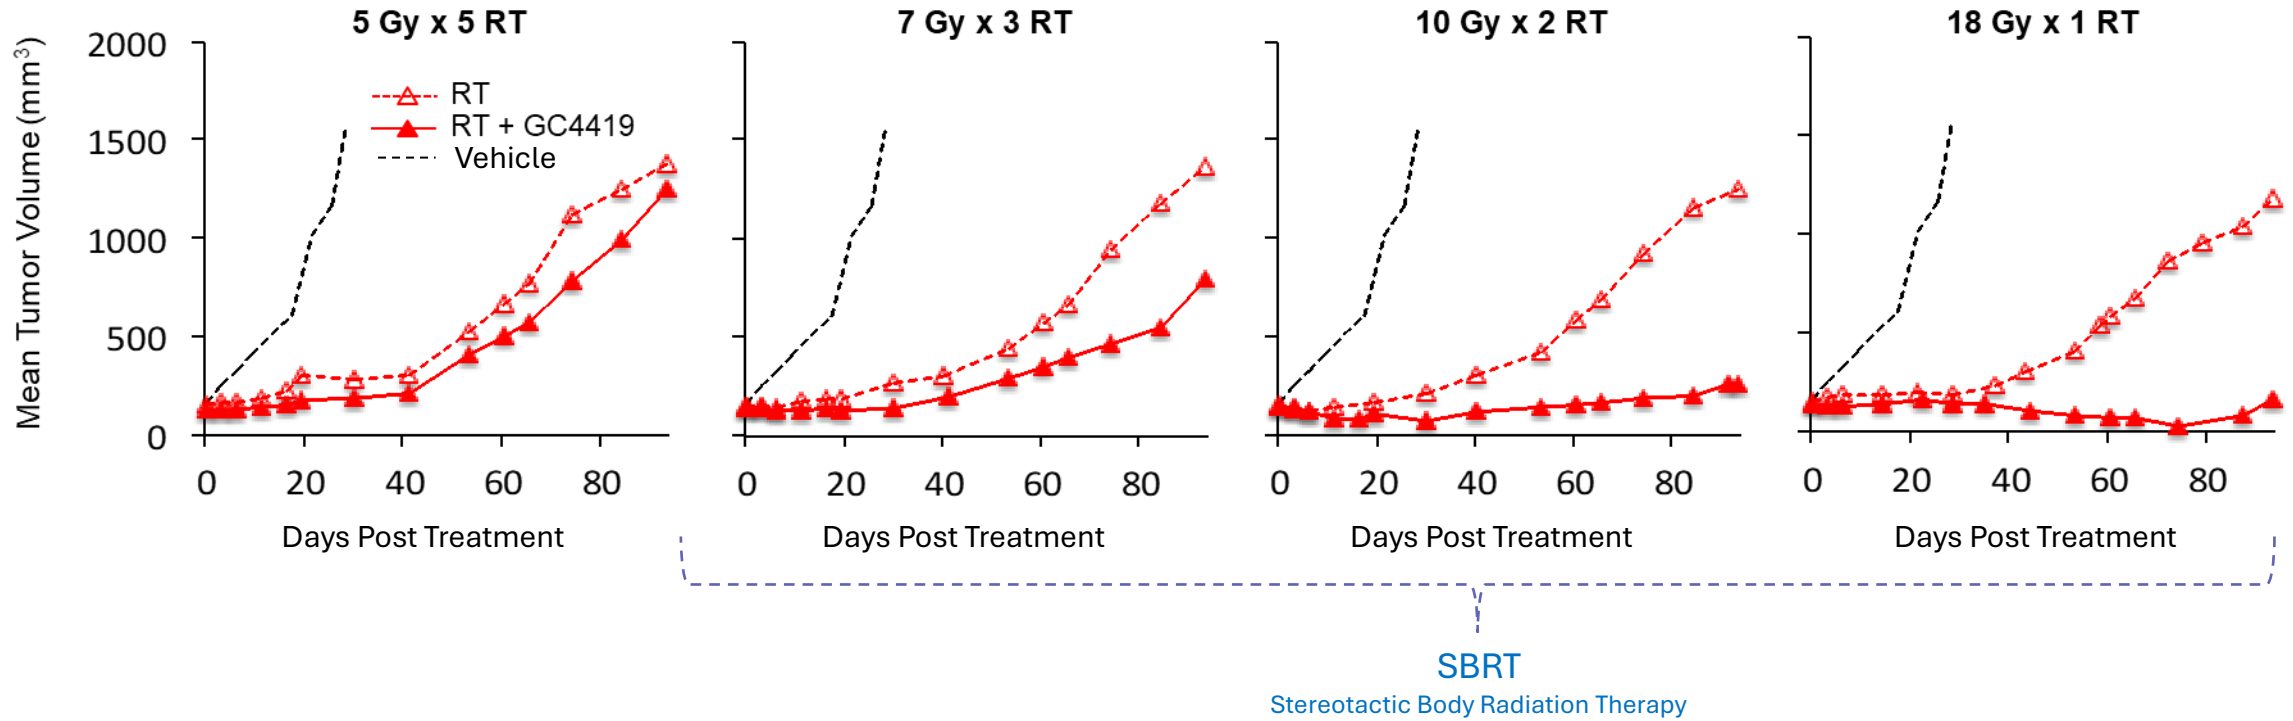 5 Gy x 5 RT
7 Gy x 3 RT
10 Gy x 2 RT
18 Gy x 1 RT
Mean Tumor Volume (mm³)
2000
1500
1000
500
0
RT
RT + GC4419
Vehicle
0 20 40 60 80
0 20 40 60 80
0 20 40 60 80
0 20 40 60 80
Days Post Treatment
Days Post Treatment
Days Post Treatment
Days Post Treatment
SBRT
Stereotactic Body Radiation Therapy